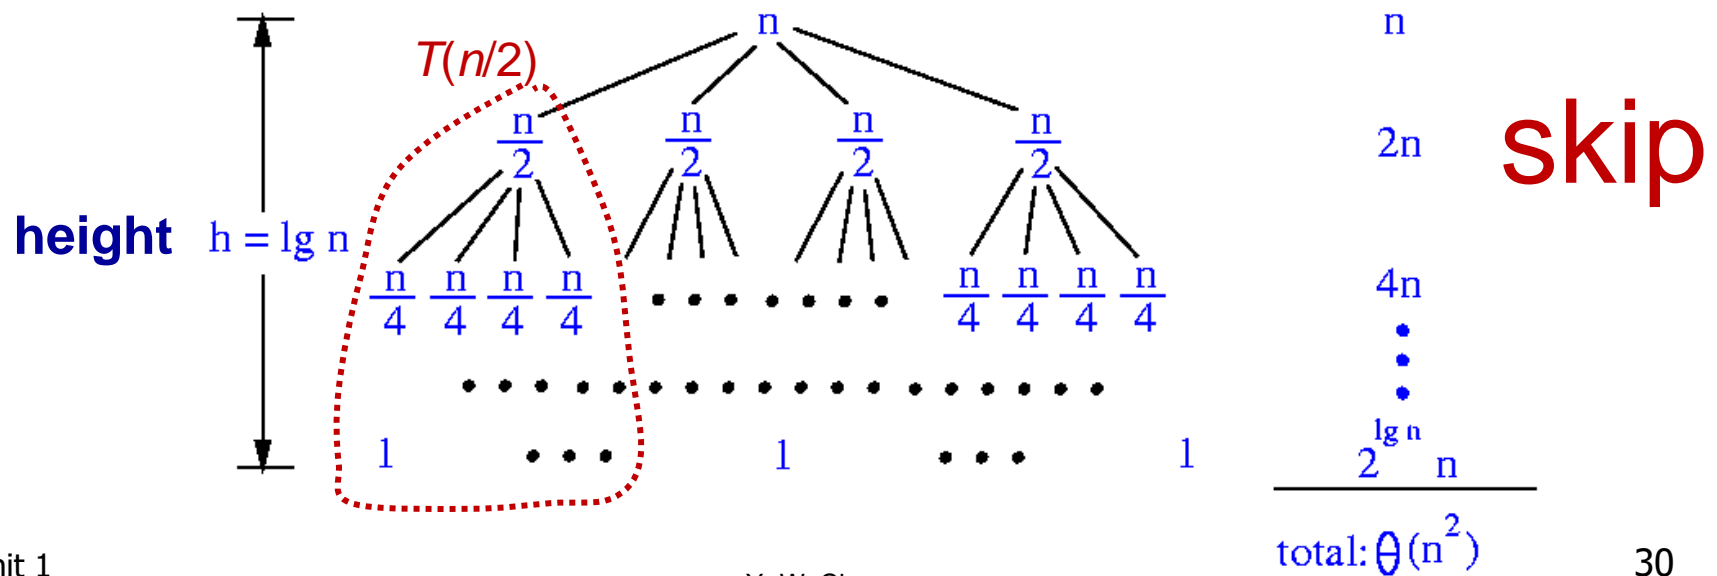 n n
T(n/2)
n/2 n/2 n/2 n/2 2n skip
height h = lg n
n/4 n/4 n/4 n/4 n/4 n/4 n/4 n/4 4n
1 1 1 2^{lg n} n
total: θ(n^2)
30